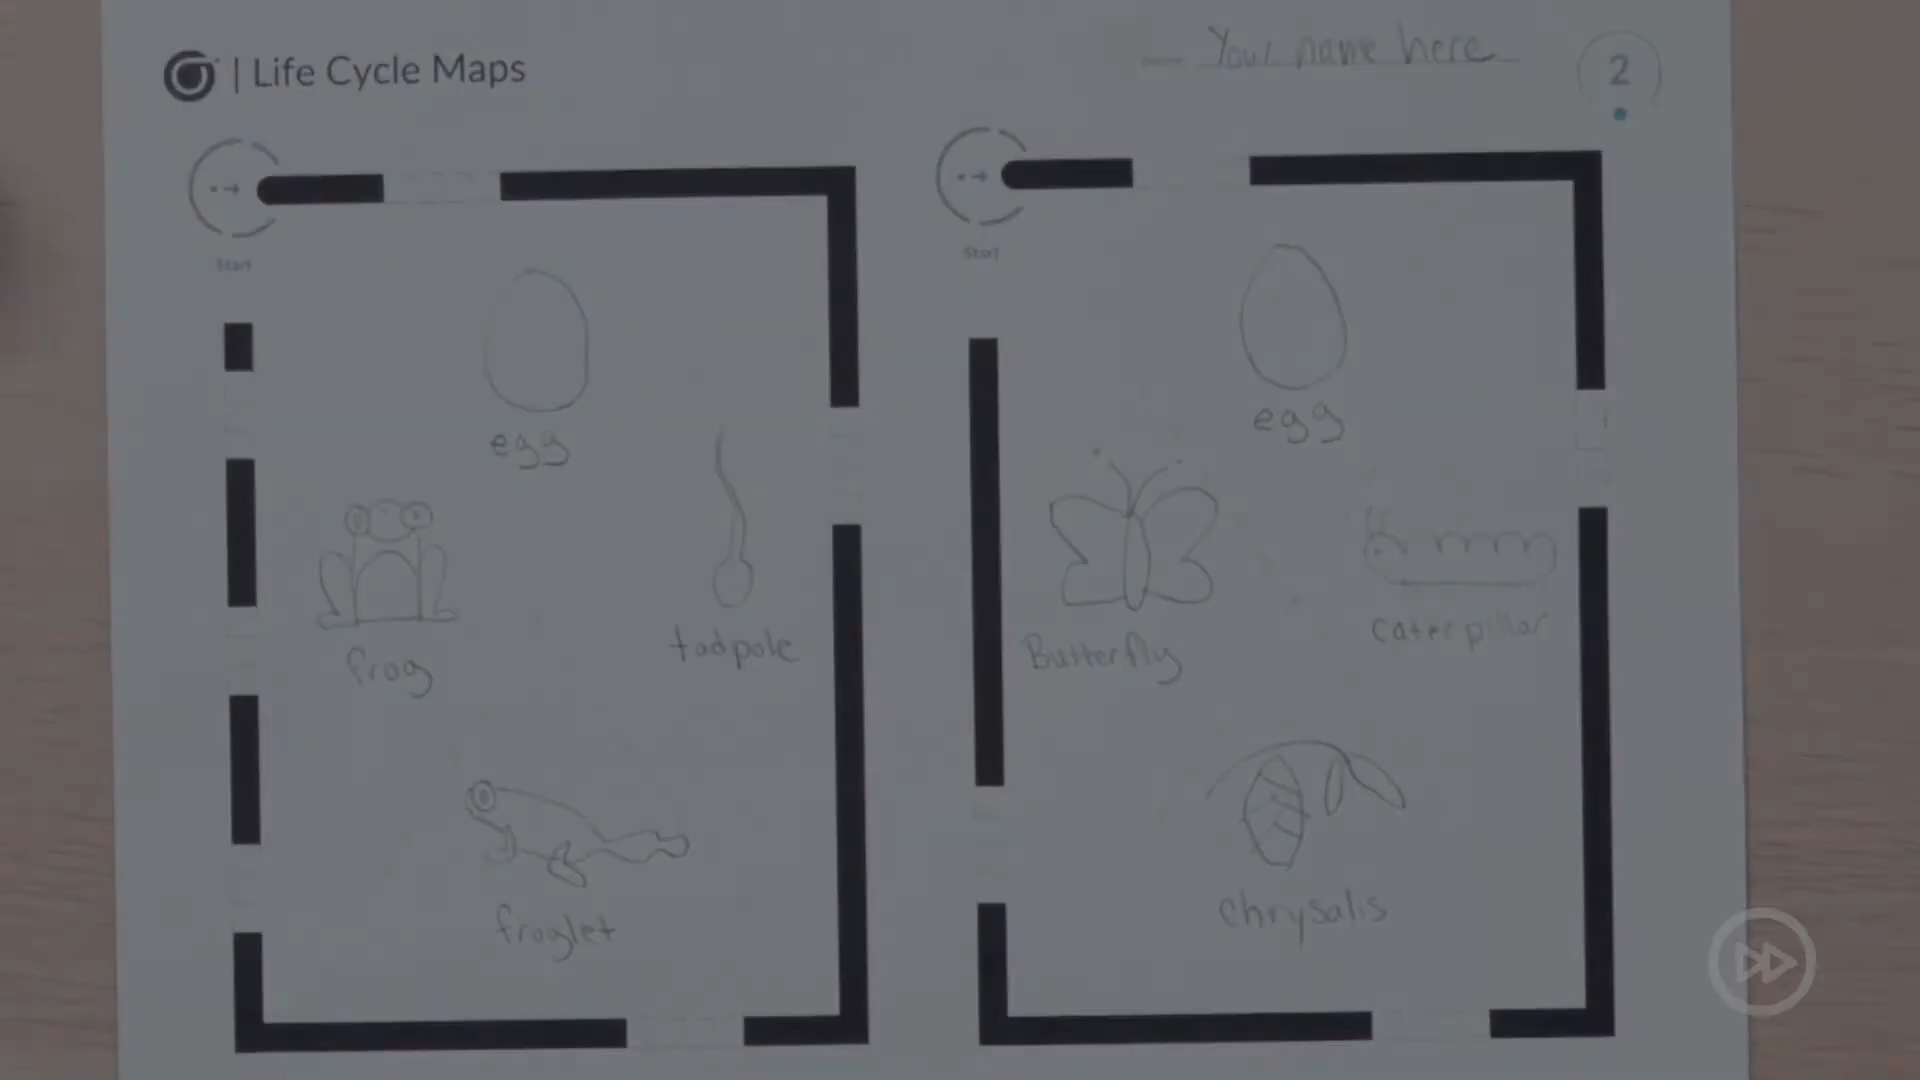 | Life Cycle Maps
Your name here
2
Start
Start
egg
egg
frog
tadpole
Butterfly
caterpillar
froglet
chrysalis